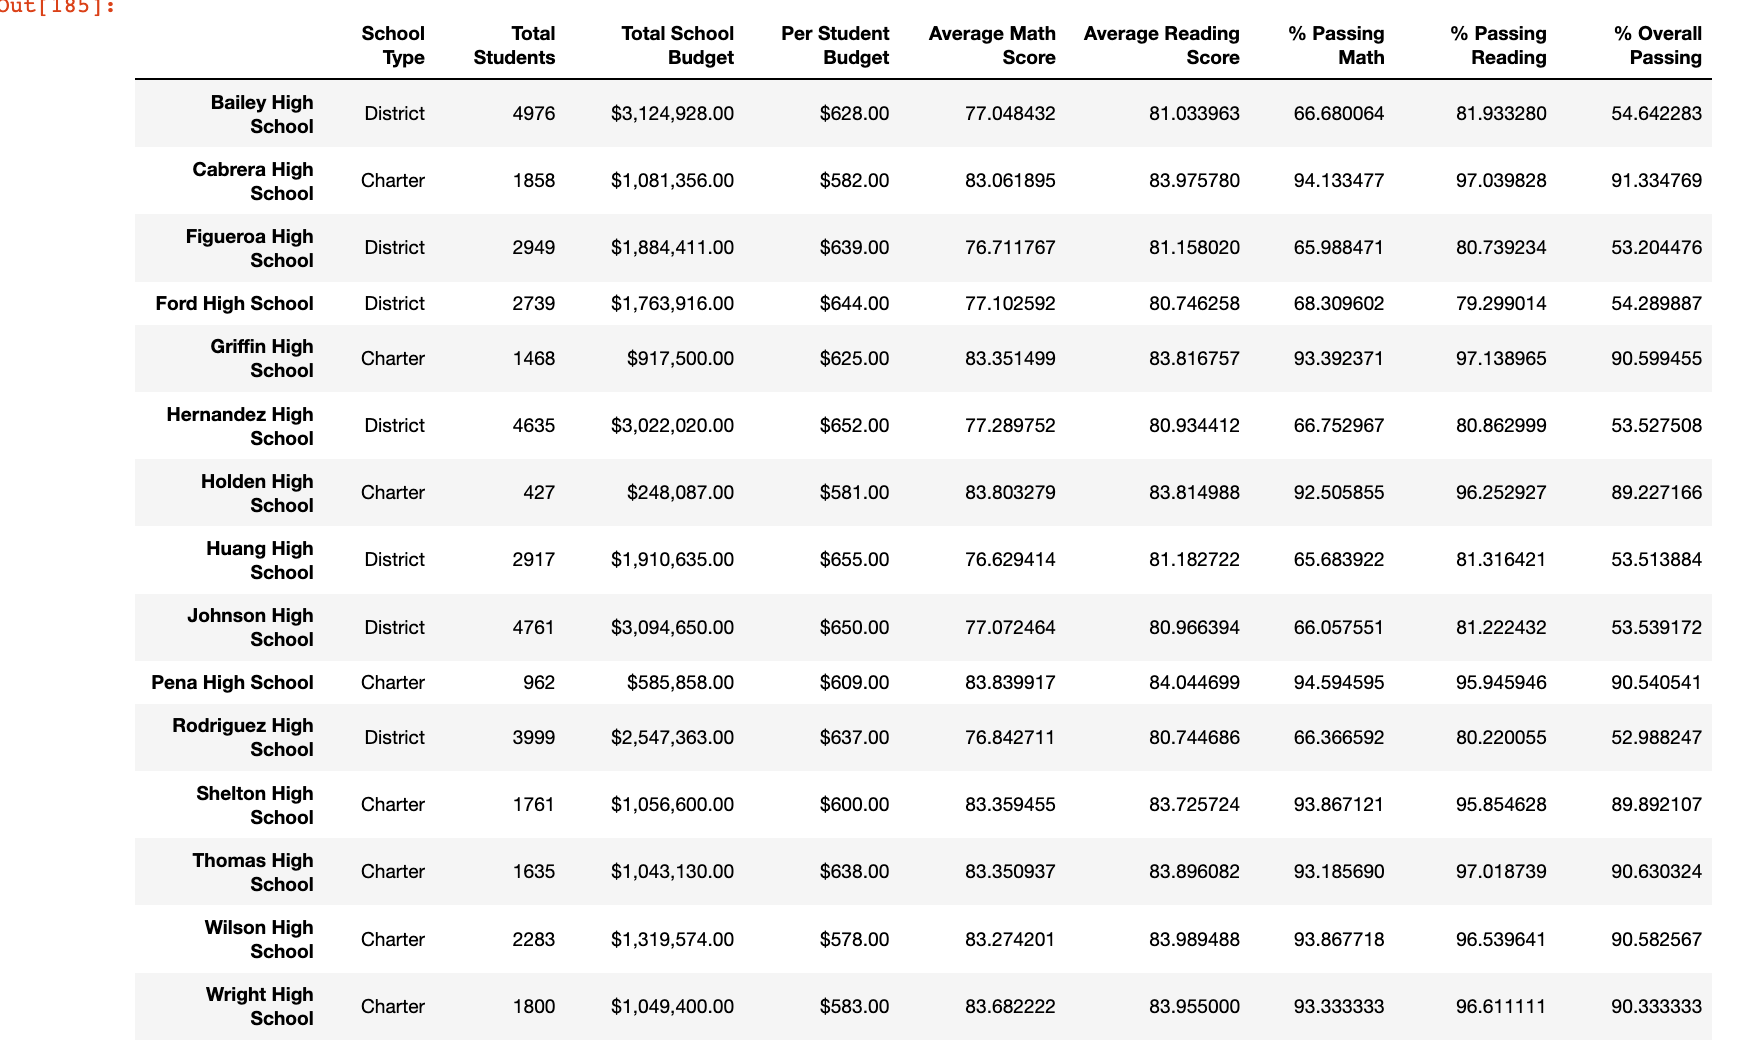 Out[185]:
School Type Total Students Total School Budget Per Student Budget Average Math Score Average Reading Score % Passing Math % Passing Reading % Overall Passing
Bailey High School District 4976 $3,124,928.00 $628.00 77.048432 81.033963 66.680064 81.933280 54.642283
Cabrera High School Charter 1858 $1,081,356.00 $582.00 83.061895 83.975780 94.133477 97.039828 91.334769
Figueroa High School District 2949 $1,884,411.00 $639.00 76.711767 81.158020 65.988471 80.739234 53.204476
Ford High School District 2739 $1,763,916.00 $644.00 77.102592 80.746258 68.309602 79.299014 54.289887
Griffin High School Charter 1468 $917,500.00 $625.00 83.351499 83.816757 93.392371 97.138965 90.599455
Hernandez High School District 4635 $3,022,020.00 $652.00 77.289752 80.934412 66.752967 80.862999 53.527508
Holden High School Charter 427 $248,087.00 $581.00 83.803279 83.814988 92.505855 96.252927 89.227166
Huang High School District 2917 $1,910,635.00 $655.00 76.629414 81.182722 65.683922 81.316421 53.513884
Johnson High School District 4761 $3,094,650.00 $650.00 77.072464 80.966394 66.057551 81.222432 53.539172
Pena High School Charter 962 $585,858.00 $609.00 83.839917 84.044699 94.594595 95.945946 90.540541
Rodriguez High School District 3999 $2,547,363.00 $637.00 76.842711 80.744686 66.366592 80.220055 52.988247
Shelton High School Charter 1761 $1,056,600.00 $600.00 83.359455 83.725724 93.867121 95.854628 89.892107
Thomas High School Charter 1635 $1,043,130.00 $638.00 83.350937 83.896082 93.185690 97.018739 90.630324
Wilson High School Charter 2283 $1,319,574.00 $578.00 83.274201 83.989488 93.867718 96.539641 90.582567
Wright High School Charter 1800 $1,049,400.00 $583.00 83.682222 83.955000 93.333333 96.611111 90.333333